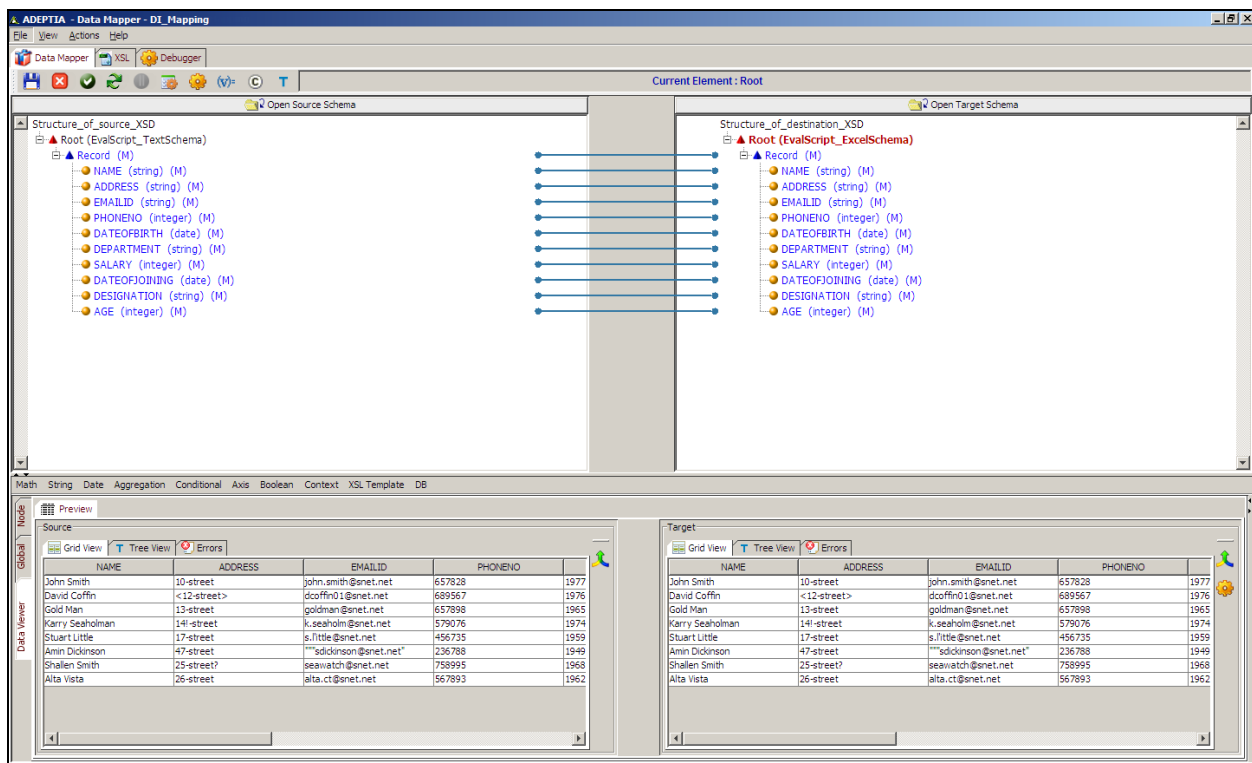 ADEPTIA - Data Mapper - DI_Mapping
File View Actions Help
Data Mapper XSL Debugger
(∇)= © T Current Element : Root
Open Source Schema Open Target Schema
Structure_of_source_XSD
Root (EvalScript_TextSchema)
Record (M)
NAME (string) (M)
ADDRESS (string) (M)
EMAILID (string) (M)
PHONENO (integer) (M)
DATEOFBIRTH (date) (M)
DEPARTMENT (string) (M)
SALARY (integer) (M)
DATEOFJOINING (date) (M)
DESIGNATION (string) (M)
AGE (integer) (M)
Structure_of_destination_XSD
Root (EvalScript_ExcelSchema)
Record (M)
NAME (string) (M)
ADDRESS (string) (M)
EMAILID (string) (M)
PHONENO (integer) (M)
DATEOFBIRTH (date) (M)
DEPARTMENT (string) (M)
SALARY (integer) (M)
DATEOFJOINING (date) (M)
DESIGNATION (string) (M)
AGE (integer) (M)
Math String Date Aggregation Conditional Axis Boolean Context XSL Template DB
Node
Global
Data Viewer
Preview
Source
Grid View T Tree View Errors
NAME ADDRESS EMAILID PHONENO
John Smith 10-street john.smith@snet.net 657828 1977
David Coffin <12-street> dcoffin01@snet.net 689567 1976
Gold Man 13-street goldman@snet.net 657898 1965
Karry Seaholman 14!-street k.seaholm@snet.net 579076 1974
Stuart Little 17-street s.l'ittle@snet.net 456735 1959
Amin Dickinson 47-street """sdickinson@snet.net" 236788 1949
Shallen Smith 25-street? seawatch@snet.net 758995 1968
Alta Vista 26-street alta.ct@snet.net 567893 1962
Target
Grid View T Tree View Errors
NAME ADDRESS EMAILID PHONENO
John Smith 10-street john.smith@snet.net 657828 1977
David Coffin <12-street> dcoffin01@snet.net 689567 1976
Gold Man 13-street goldman@snet.net 657898 1965
Karry Seaholman 14!-street k.seaholm@snet.net 579076 1974
Stuart Little 17-street s.l'ittle@snet.net 456735 1959
Amin Dickinson 47-street """sdickinson@snet.net" 236788 1949
Shallen Smith 25-street? seawatch@snet.net 758995 1968
Alta Vista 26-street alta.ct@snet.net 567893 1962